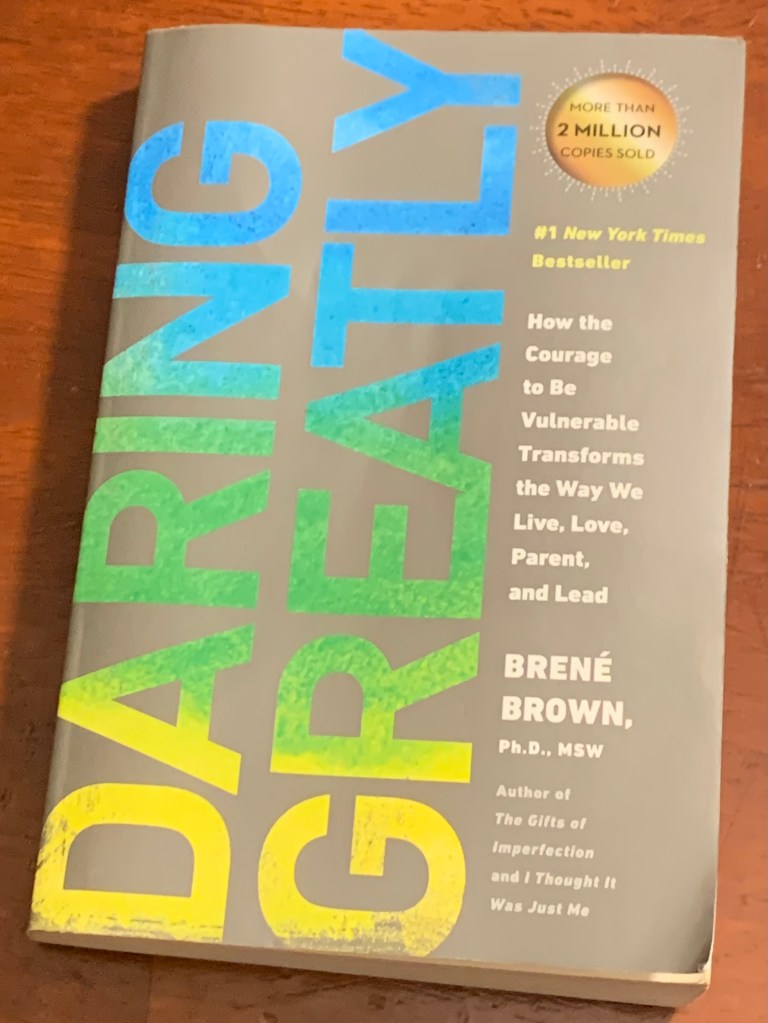 DARING
GREATLY
MORE THAN
2 MILLION
COPIES SOLD
#1 New York Times
Bestseller
How the
Courage
to Be
Vulnerable
Transforms
the Way We
Live, Love,
Parent,
and Lead
BRENÉ
BROWN,
Ph.D., MSW
Author of
The Gifts of
Imperfection
and I Thought It
Was Just Me